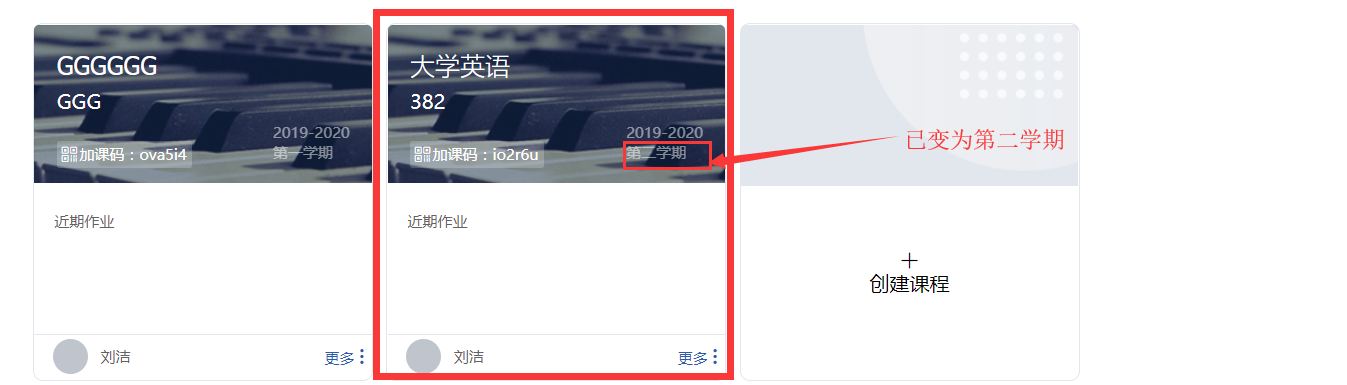 GGGGGG
GGG
2019-2020
第一学期
加课码：ova5i4
近期作业
刘洁
更多
大学英语
382
2019-2020
第二学期
加课码：io2r6u
近期作业
刘洁
更多
已变为第二学期
+
创建课程